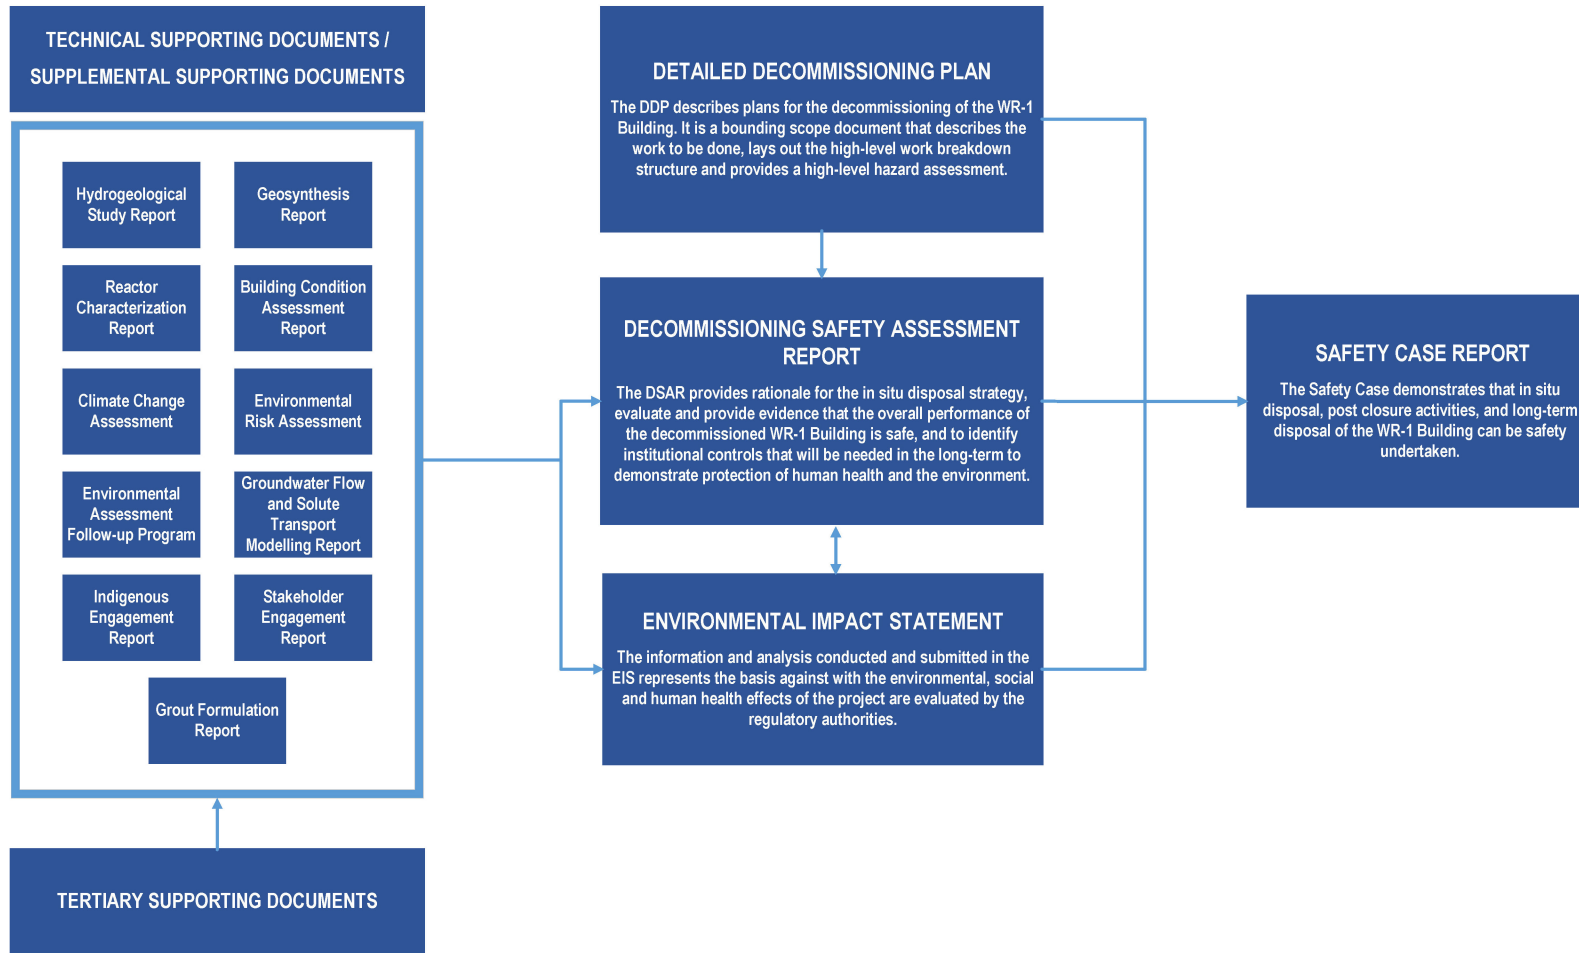 TECHNICAL SUPPORTING DOCUMENTS /
SUPPLEMENTAL SUPPORTING DOCUMENTS
Hydrogeological
Study Report
Geosynthesis
Report
Reactor
Characterization
Report
Building Condition
Assessment
Report
Climate Change
Assessment
Environmental
Risk Assessment
Environmental
Assessment
Follow-up Program
Groundwater Flow
and Solute
Transport
Modelling Report
Indigenous
Engagement
Report
Stakeholder
Engagement
Report
Grout Formulation
Report
TERTIARY SUPPORTING DOCUMENTS
DETAILED DECOMMISSIONING PLAN
The DDP describes plans for the decommissioning of the WR-1
Building. It is a bounding scope document that describes the
work to be done, lays out the high-level work breakdown
structure and provides a high-level hazard assessment.
DECOMMISSIONING SAFETY ASSESSMENT
REPORT
The DSAR provides rationale for the in situ disposal strategy,
evaluate and provide evidence that the overall performance of
the decommissioned WR-1 Building is safe, and to identify
institutional controls that will be needed in the long-term to
demonstrate protection of human health and the environment.
ENVIRONMENTAL IMPACT STATEMENT
The information and analysis conducted and submitted in the
EIS represents the basis against with the environmental, social
and human health effects of the project are evaluated by the
regulatory authorities.
SAFETY CASE REPORT
The Safety Case demonstrates that in situ
disposal, post closure activities, and long-term
disposal of the WR-1 Building can be safety
undertaken.